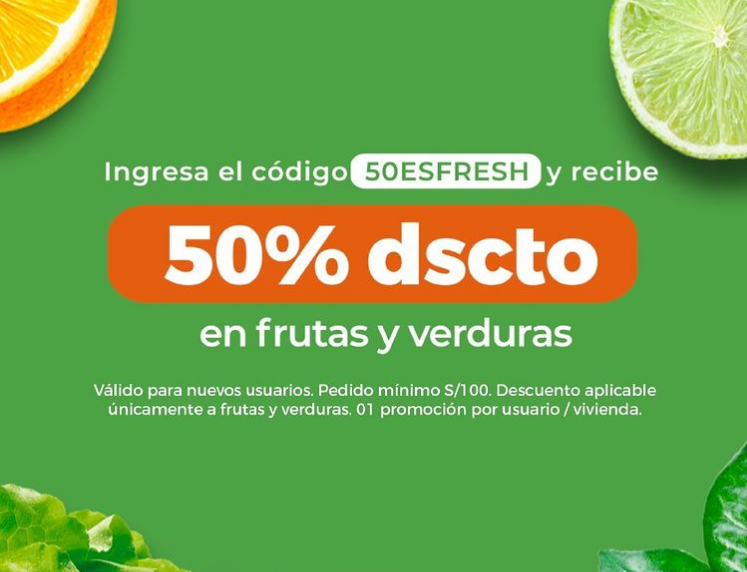 Ingresa el código 50ESFRESH y recibe
50% dscto
en frutas y verduras
Válido para nuevos usuarios. Pedido mínimo S/100. Descuento aplicable
únicamente a frutas y verduras. 01 promoción por usuario / vivienda.